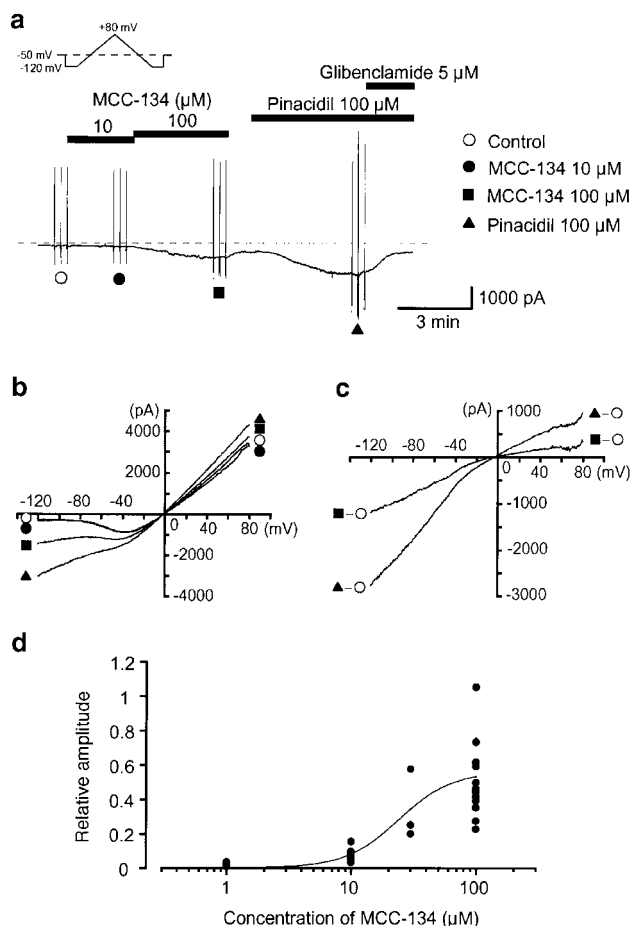 a
+80 mV
-50 mV
-120 mV
Glibenclamide 5 µM
MCC-134 (µM)
Pinacidil 100 µM
10
100
Control
MCC-134 10 µM
MCC-134 100 µM
Pinacidil 100 µM
1000 pA
3 min
b
(pA)
4000
2000
-120 -80 -40
0 40 80 (mV)
-2000
-4000
c
(pA)
1000
-120 -80 -40
0 40 80 (mV)
-1000
-2000
-3000
d
1.2
1
0.8
0.6
0.4
0.2
0
Relative amplitude
1 10 100
Concentration of MCC-134 (µM)